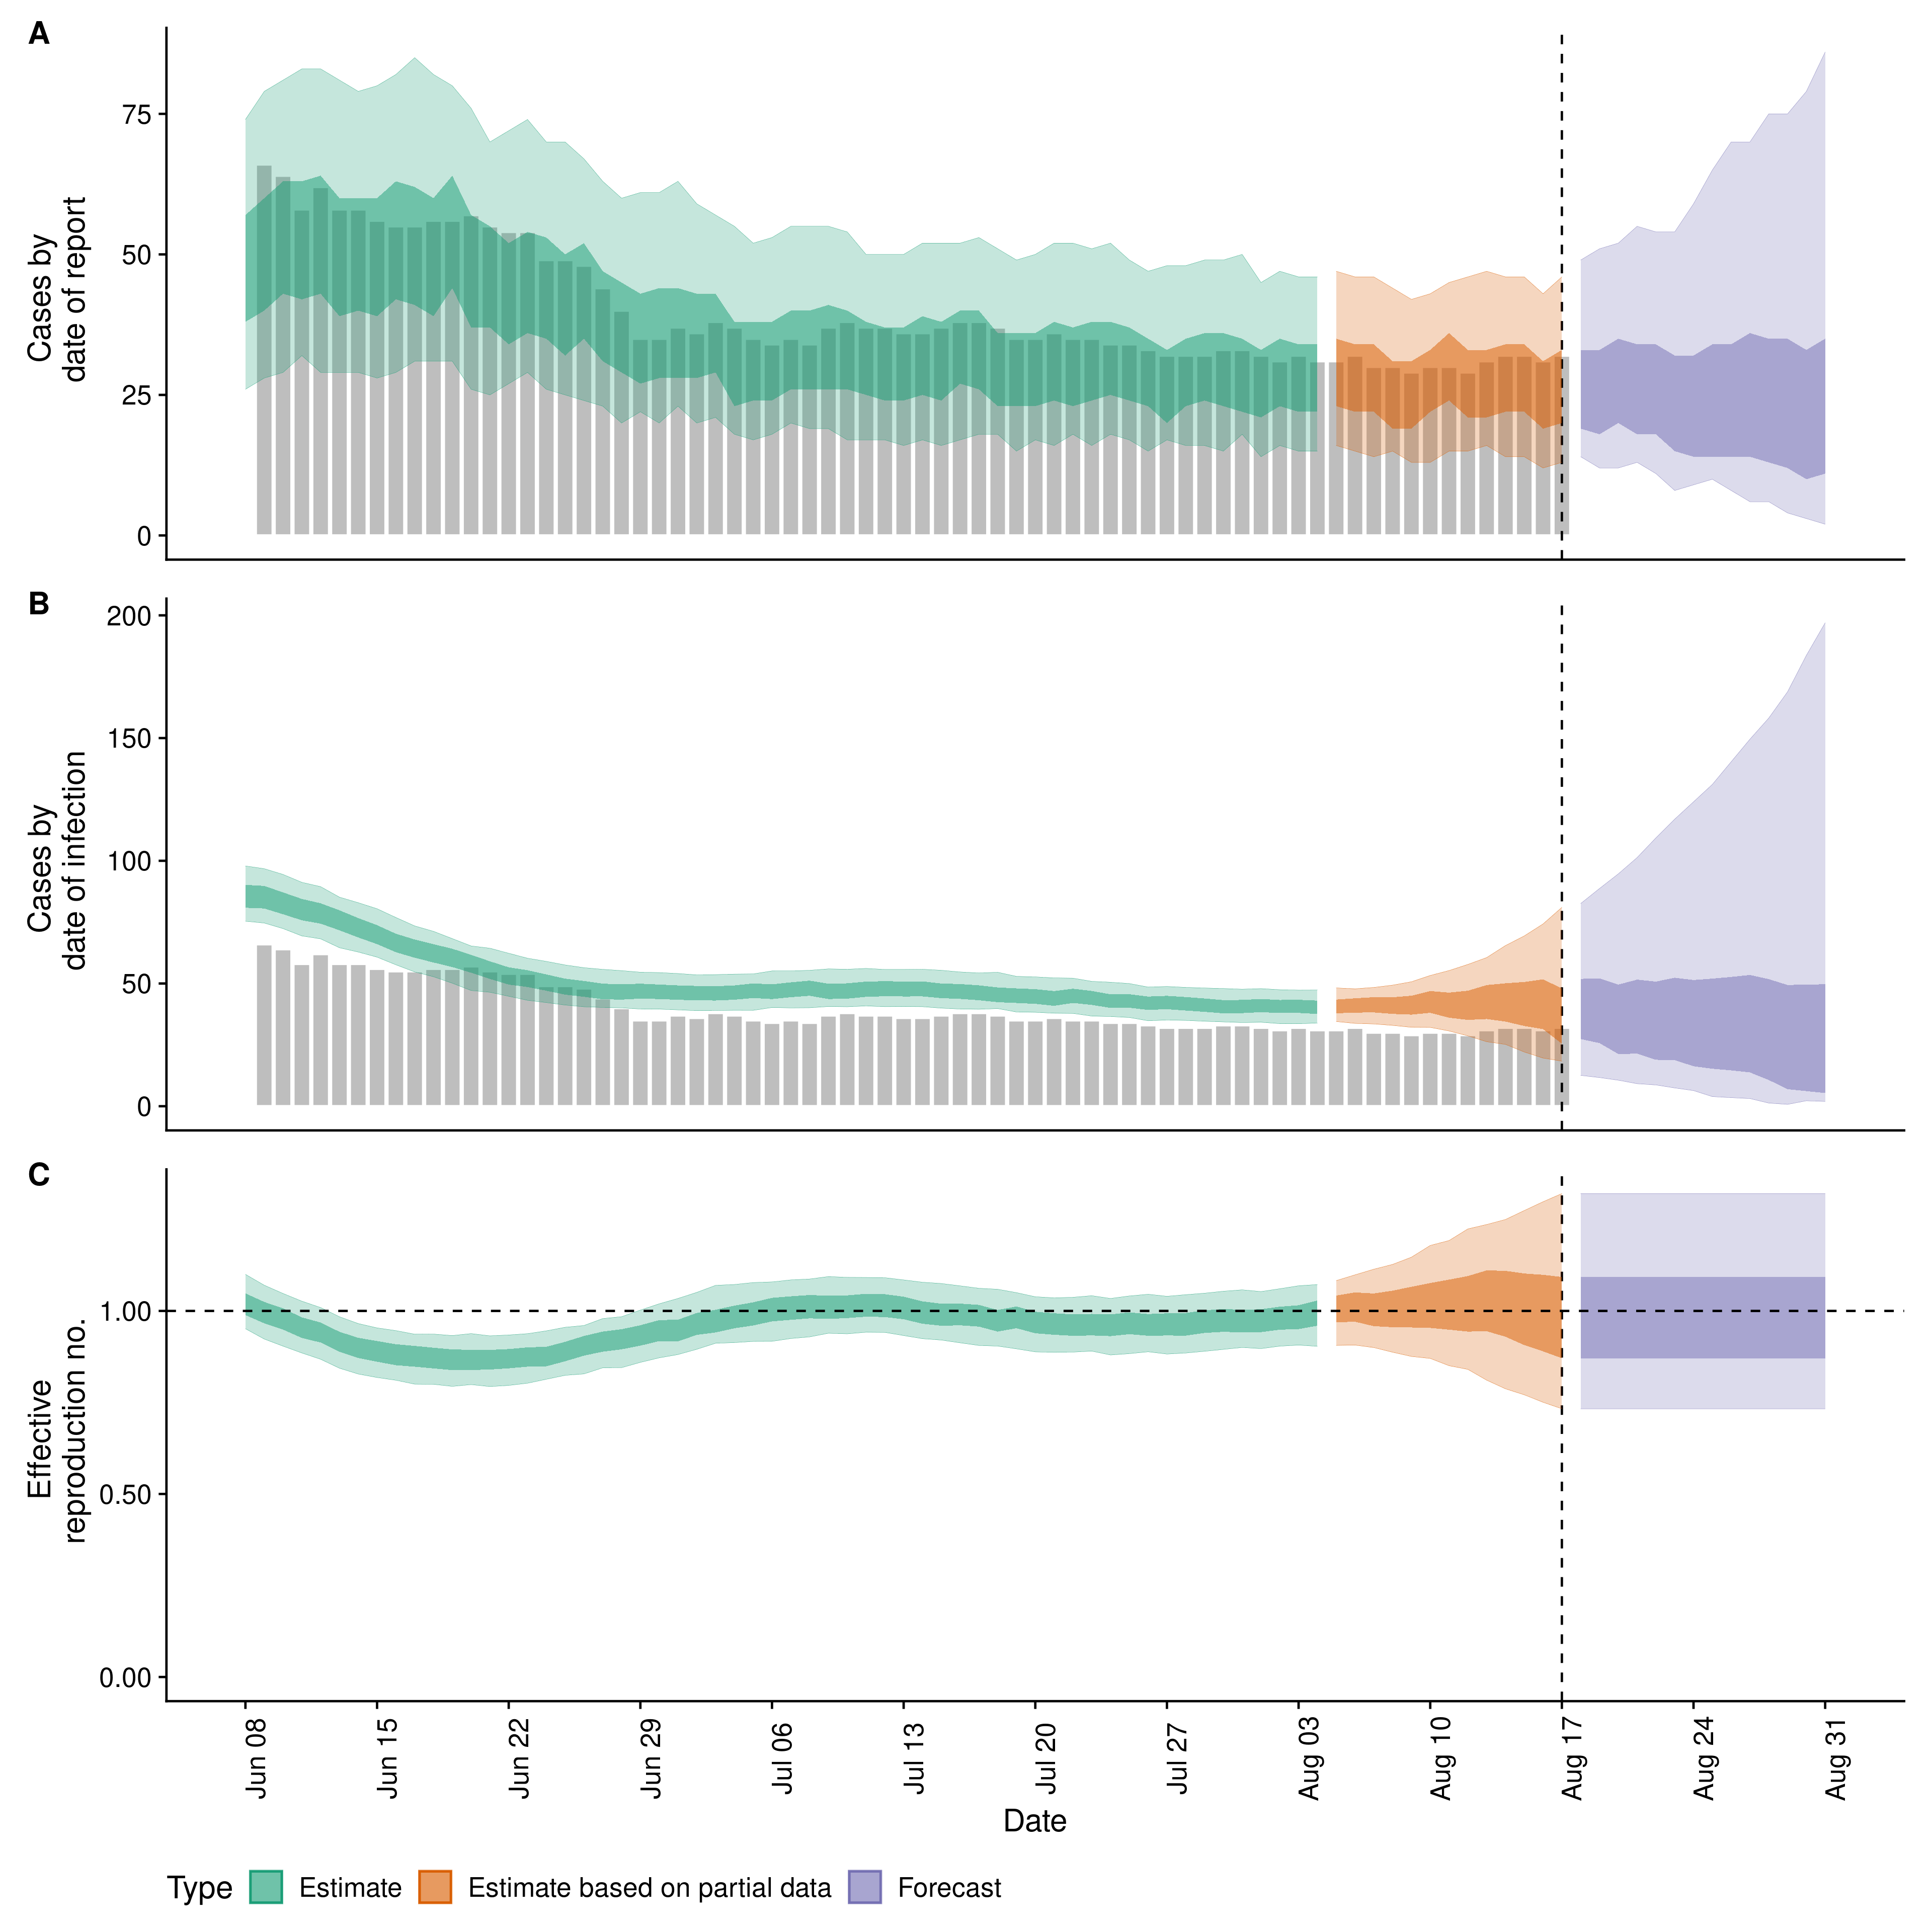 A
Cases by
date of report
75
50
25
0
B
Cases by
date of infection
200
150
100
50
0
C
Effective
reproduction no.
1.00
0.50
0.00
Jun 08
Jun 15
Jun 22
Jun 29
Jul 06
Jul 13
Jul 20
Jul 27
Aug 03
Aug 10
Aug 17
Aug 24
Aug 31
Date
Type Estimate Estimate based on partial data Forecast